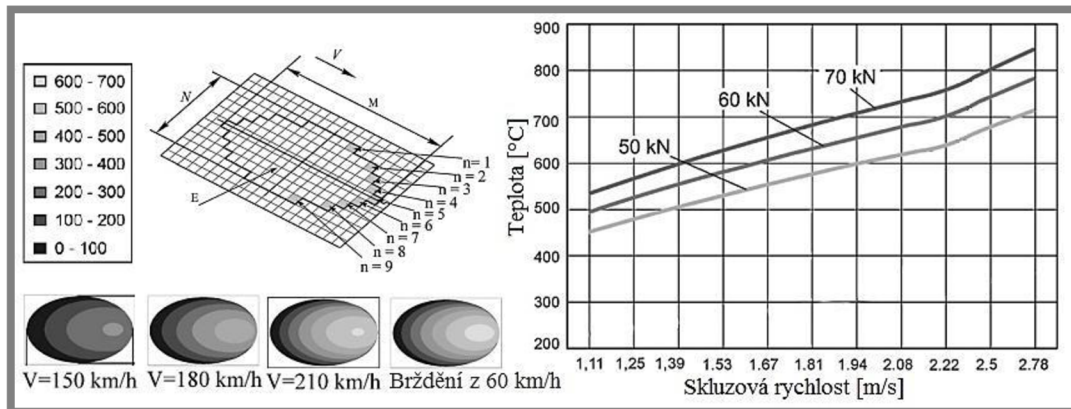 600 - 700
500 - 600
400 - 500
300 - 400
200 - 300
100 - 200
0 - 100
V
N
M
E
n = 1
n = 2
n = 3
n = 4
n = 5
n = 6
n = 7
n = 8
n = 9
V=150 km/h
V=180 km/h
V=210 km/h
Bržddění z 60 km/h
Teplota [°C]
900
800
700
600
500
400
300
200
70 kN
60 kN
50 kN
1,11
1,25
1,39
1.53
1.67
1.81
1.94
2.08
2.22
2.5
2.78
Skluzová rychlost [m/s]